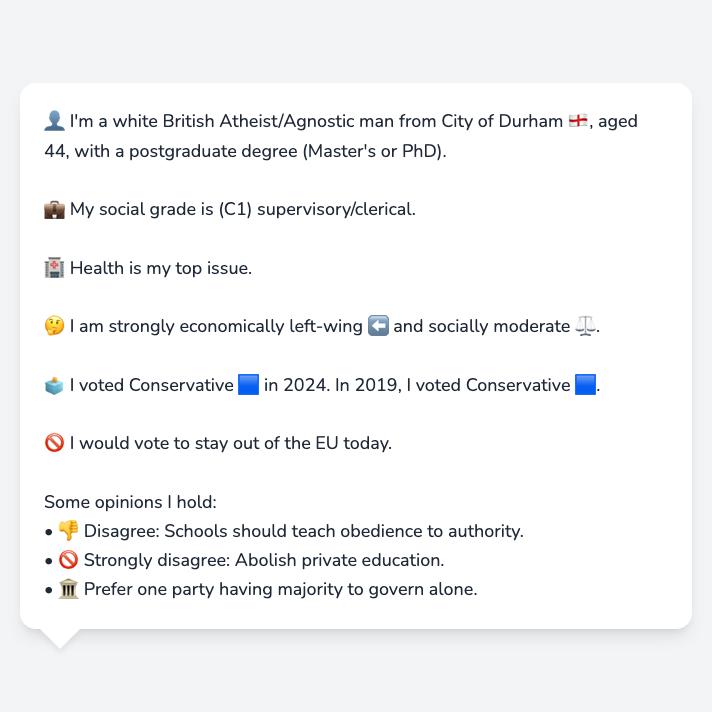 👤 I'm a white British Atheist/Agnostic man from City of Durham 🏴󠁧󠁢󠁥󠁮󠁧󠁿, aged
44, with a postgraduate degree (Master's or PhD).
💼 My social grade is (C1) supervisory/clerical.
🏥 Health is my top issue.
🤔 I am strongly economically left-wing ⬅️ and socially moderate ⚖️.
🗳️ I voted Conservative 🟦 in 2024. In 2019, I voted Conservative 🟦.
🚫 I would vote to stay out of the EU today.
Some opinions I hold:
• 👎 Disagree: Schools should teach obedience to authority.
• 🚫 Strongly disagree: Abolish private education.
• 🏛️ Prefer one party having majority to govern alone.